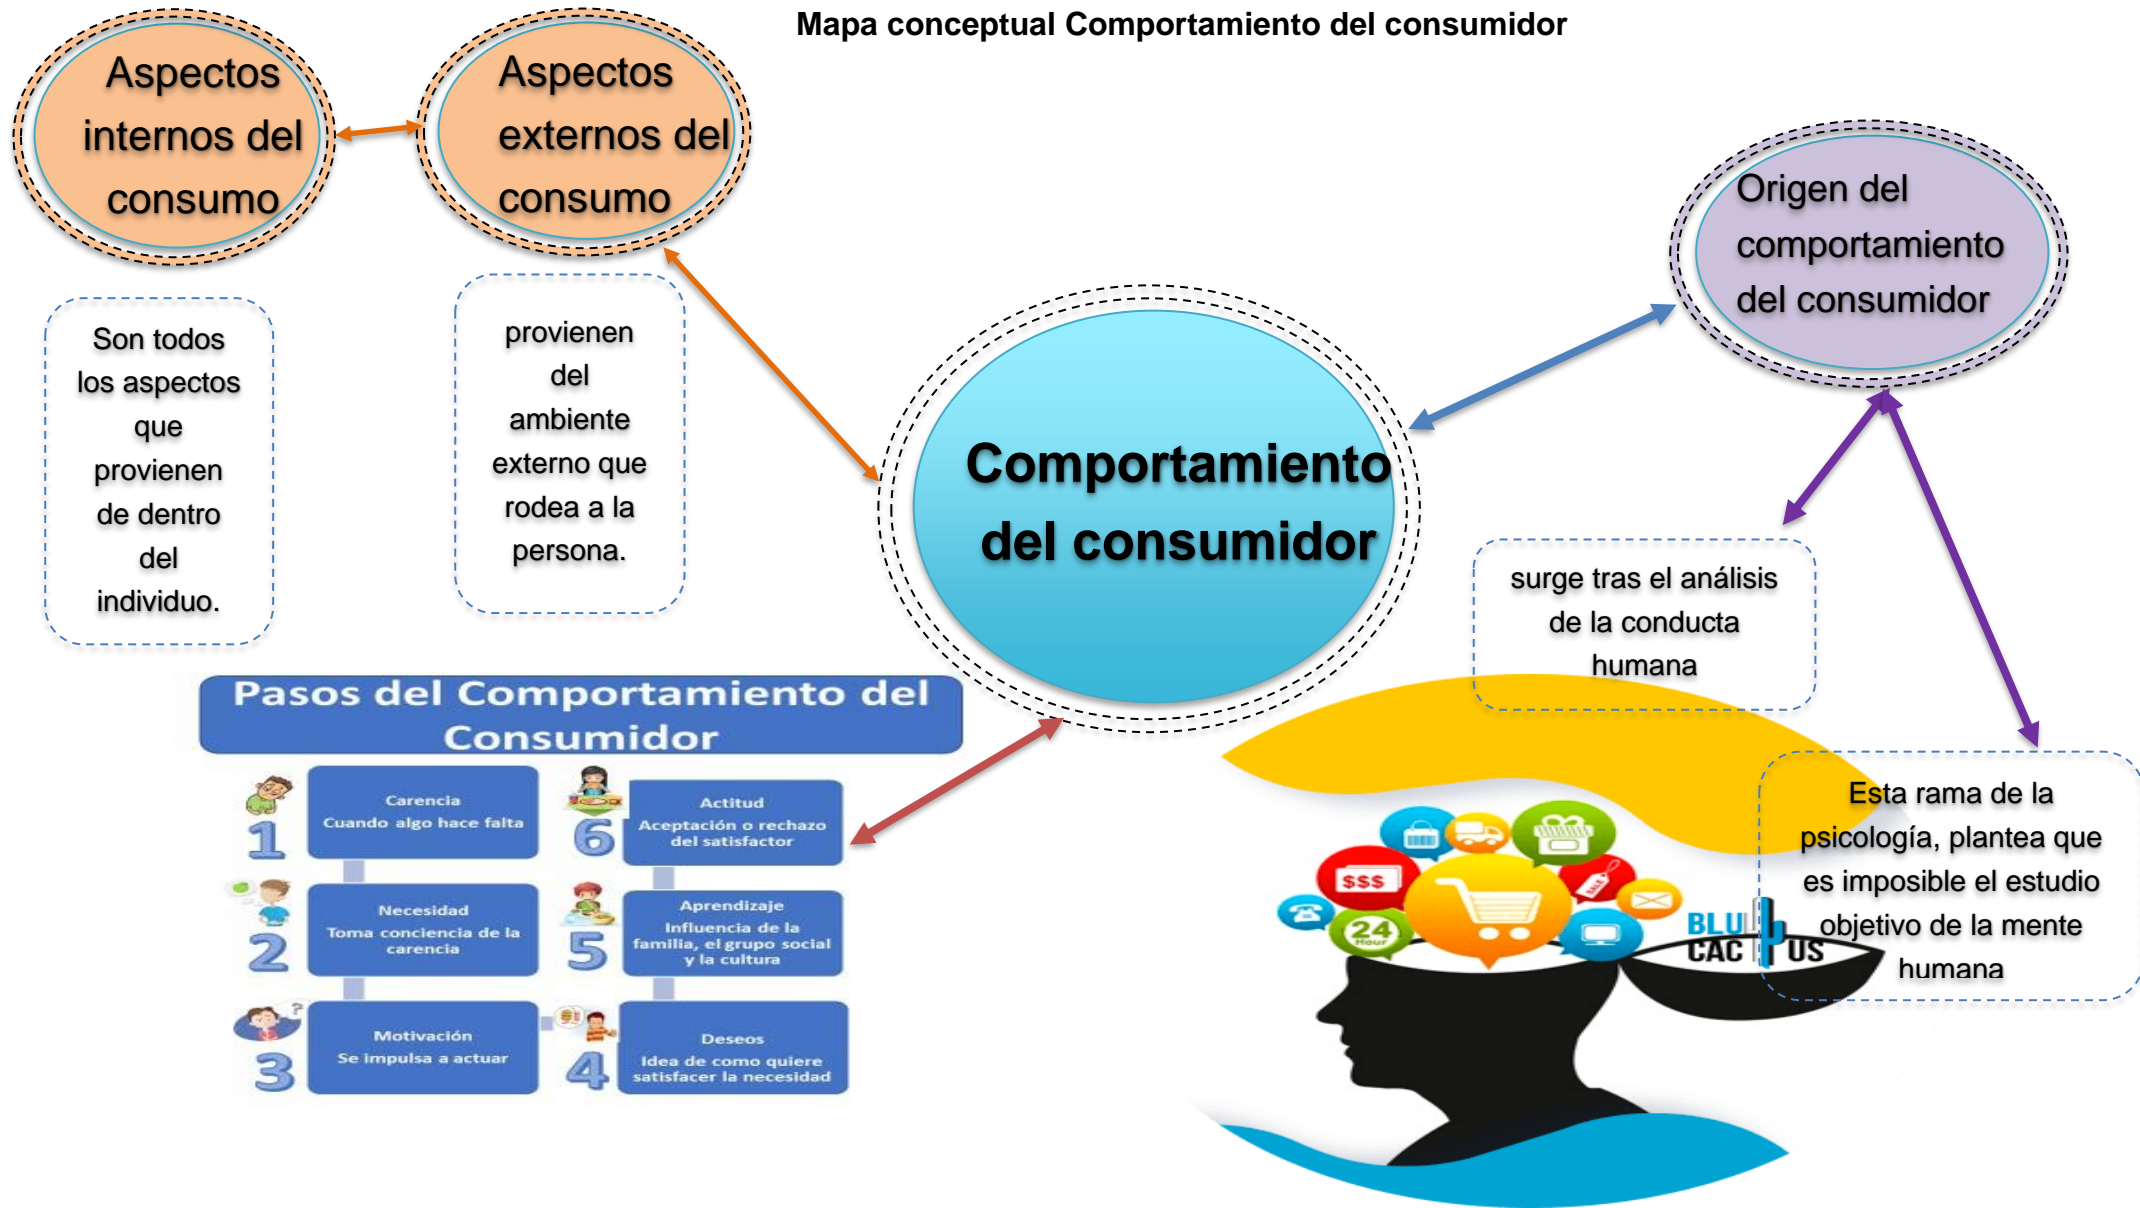 Mapa conceptual Comportamiento del consumidor
Aspectos
internos del
consumo
Aspectos
externos del
consumo
Origen del
comportamiento
del consumidor
Son todos
los aspectos
que
provienen
de dentro
del
individuo.
provienen
del
ambiente
externo que
rodea a la
persona.
Comportamiento
del consumidor
surge tras el análisis
de la conducta
humana
Esta rama de la
psicología, plantea que
es imposible el estudio
objetivo de la mente
humana
Pasos del Comportamiento del
Consumidor
1
Carencia
Cuando algo hace falta
2
Necesidad
Toma conciencia de la
carencia
3
Motivación
Se impulsa a actuar
4
Deseos
Idea de como quiere
satisfacer la necesidad
5
Aprendizaje
Influencia de la
familia, el grupo social
y la cultura
6
Actitud
Aceptación o rechazo
del satisfactor
$$$
SALE
24
Hour
BLU
CAC US